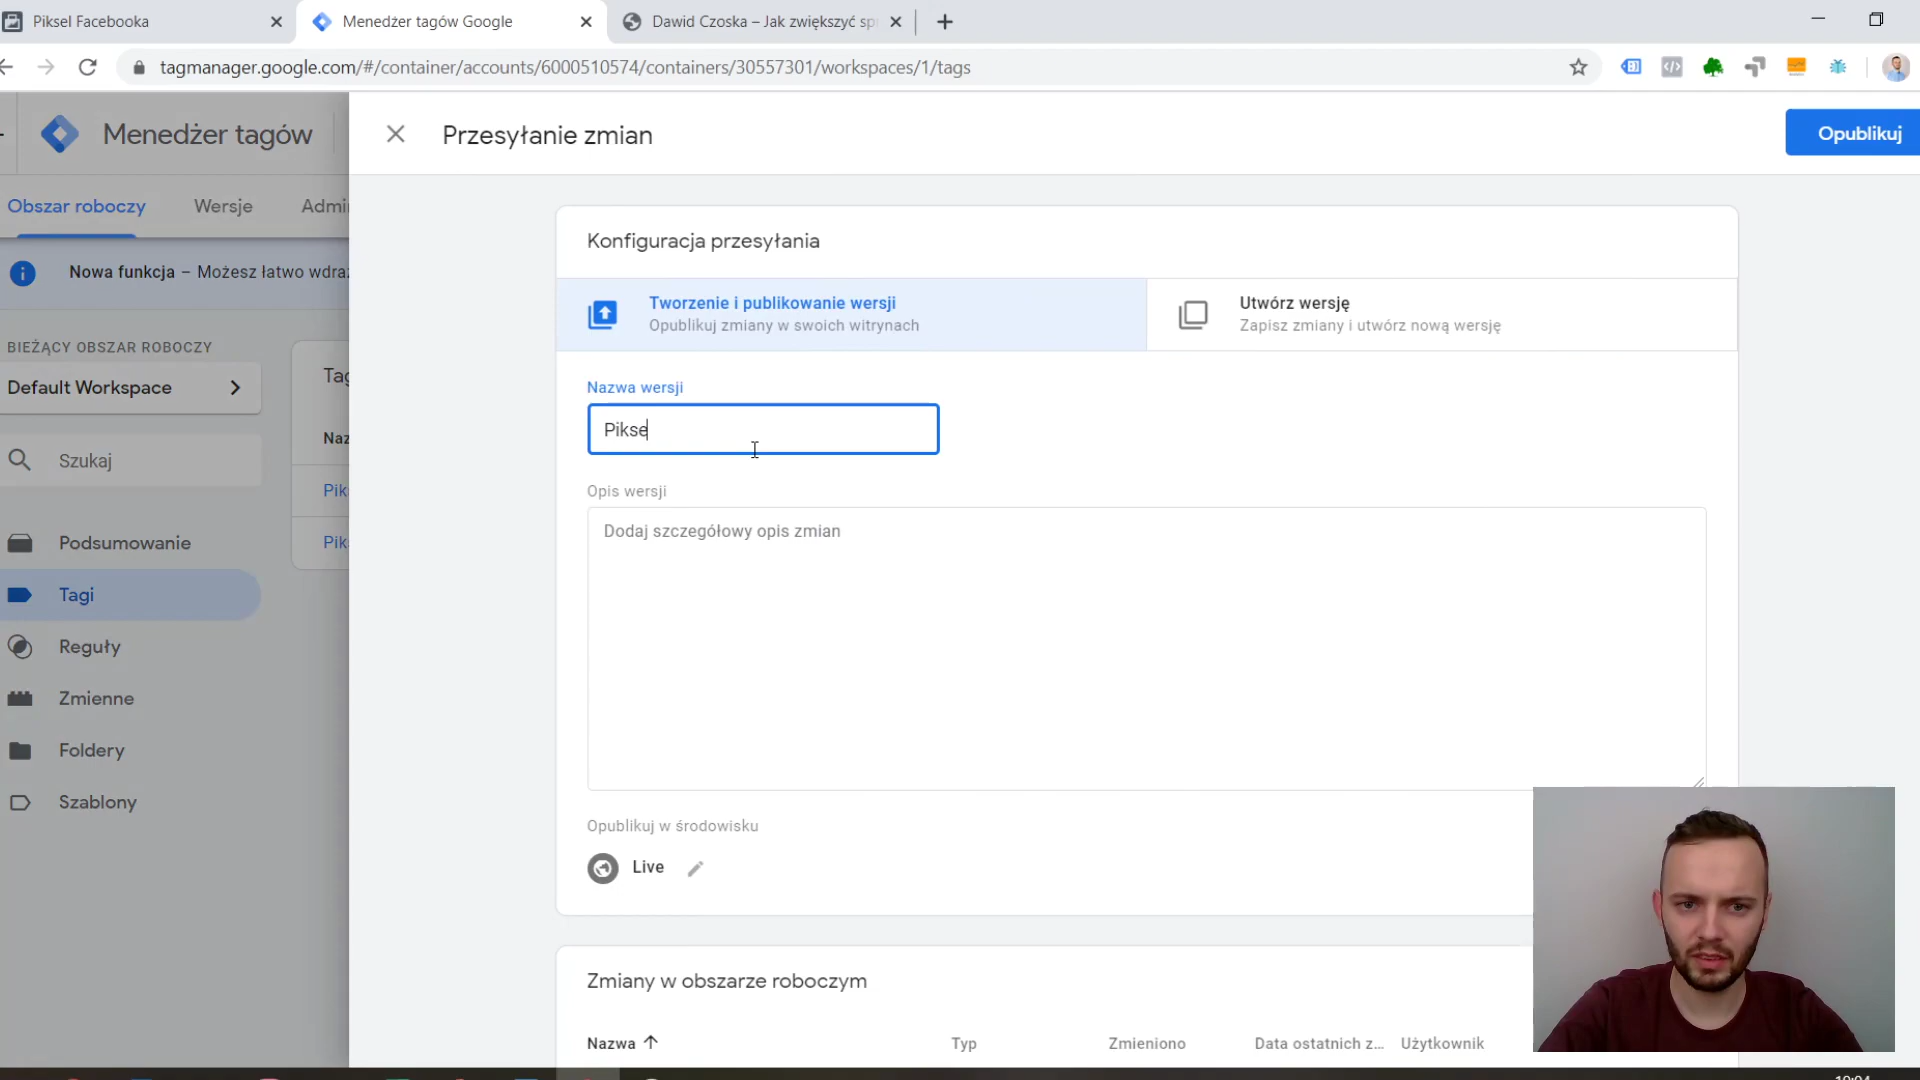 Piksel Facebooka
Menedżer tagów Google
Dawid Czoska – Jak zwiększyć sp
tagmanager.google.com/#/container/accounts/6000510574/containers/30557301/workspaces/1/tags
Menedżer tagów
Przesyłanie zmian
Opublikuj
Obszar roboczy
Wersje
Admi
Konfiguracja przesyłania
Nowa funkcja – Możesz łatwo wdra
Tworzenie i publikowanie wersji
Opublikuj zmiany w swoich witrynach
Utwórz wersję
Zapisz zmiany i utwórz nową wersję
BIEŻĄCY OBSZAR ROBOCZY
Default Workspace
Tag
Nazwa wersji
Pikse
Naz
Szukaj
Pik
Opis wersji
Dodaj szczegółowy opis zmian
Podsumowanie
Pik
Tagi
Reguły
Zmienne
Foldery
Szablony
Opublikuj w środowisku
Live
Zmiany w obszarze roboczym
Nazwa
Typ
Zmieniono
Data ostatnich z...
Użytkownik